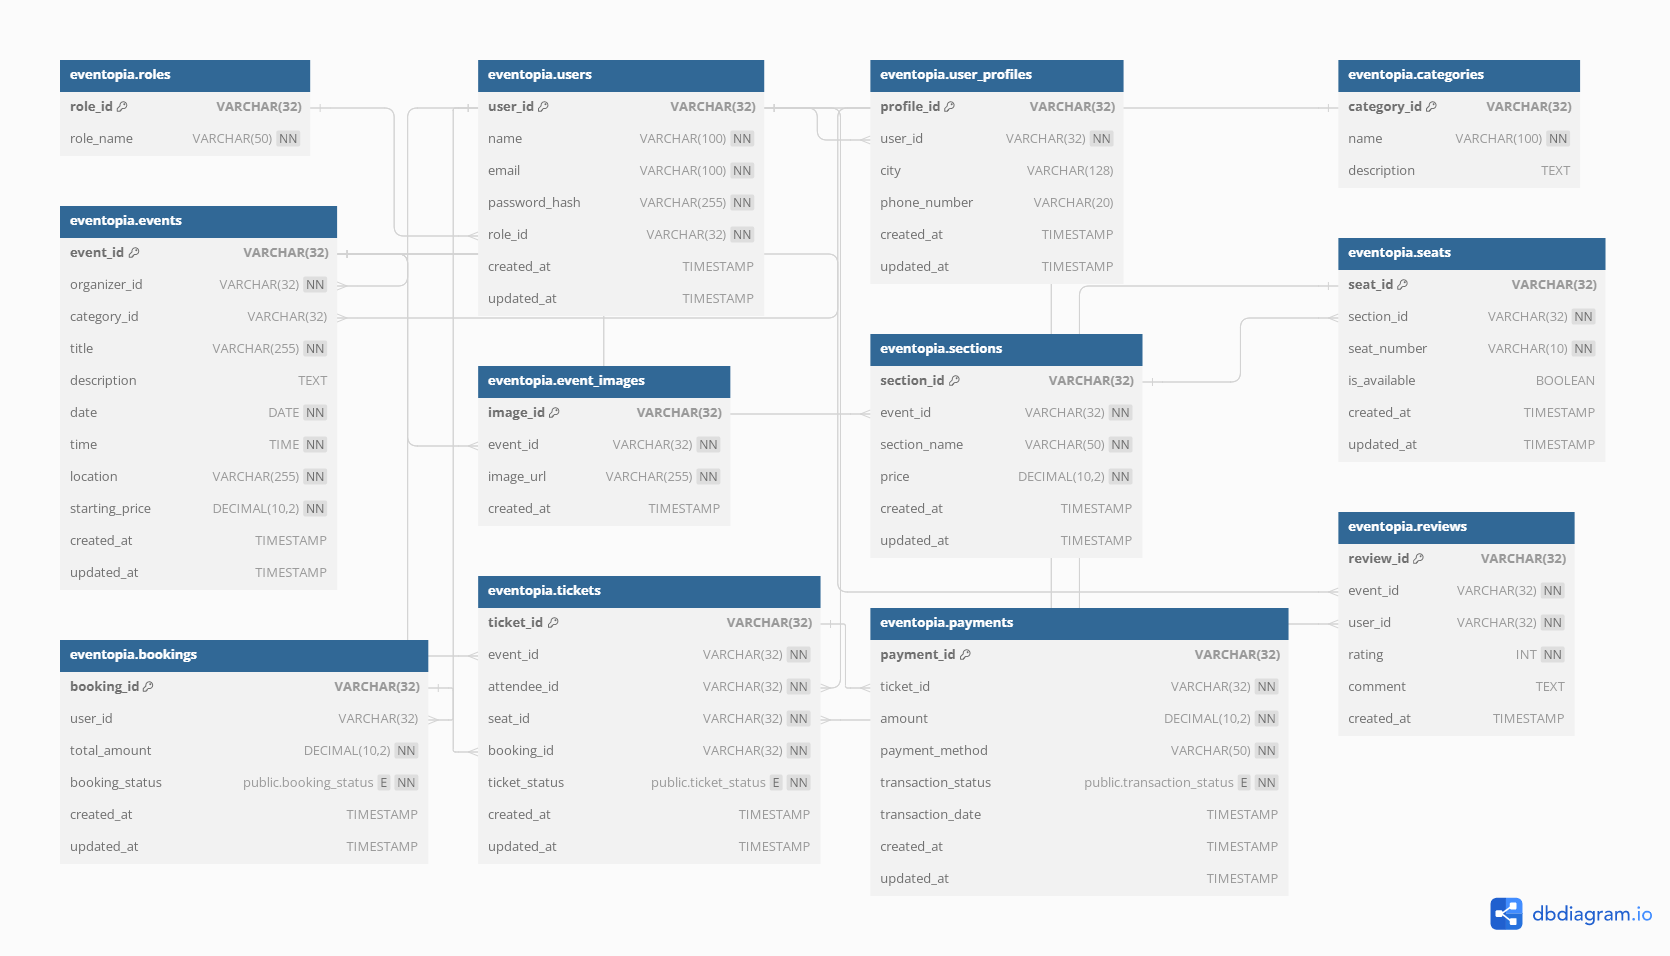 eventopia.roles
role_id VARCHAR(32)
role_name VARCHAR(50) NN
eventopia.users
user_id VARCHAR(32)
name VARCHAR(100) NN
email VARCHAR(100) NN
password_hash VARCHAR(255) NN
role_id VARCHAR(32) NN
created_at TIMESTAMP
updated_at TIMESTAMP
eventopia.user_profiles
profile_id VARCHAR(32)
user_id VARCHAR(32) NN
city VARCHAR(128)
phone_number VARCHAR(20)
created_at TIMESTAMP
updated_at TIMESTAMP
eventopia.categories
category_id VARCHAR(32)
name VARCHAR(100) NN
description TEXT
eventopia.events
event_id VARCHAR(32)
organizer_id VARCHAR(32) NN
category_id VARCHAR(32)
title VARCHAR(255) NN
description TEXT
date DATE NN
time TIME NN
location VARCHAR(255) NN
starting_price DECIMAL(10,2) NN
created_at TIMESTAMP
updated_at TIMESTAMP
eventopia.event_images
image_id VARCHAR(32)
event_id VARCHAR(32) NN
image_url VARCHAR(255) NN
created_at TIMESTAMP
eventopia.sections
section_id VARCHAR(32)
event_id VARCHAR(32) NN
section_name VARCHAR(50) NN
price DECIMAL(10,2) NN
created_at TIMESTAMP
updated_at TIMESTAMP
eventopia.seats
seat_id VARCHAR(32)
section_id VARCHAR(32) NN
seat_number VARCHAR(10) NN
is_available BOOLEAN
created_at TIMESTAMP
updated_at TIMESTAMP
eventopia.bookings
booking_id VARCHAR(32)
user_id VARCHAR(32)
total_amount DECIMAL(10,2) NN
booking_status public.booking_status E NN
created_at TIMESTAMP
updated_at TIMESTAMP
eventopia.tickets
ticket_id VARCHAR(32)
event_id VARCHAR(32) NN
attendee_id VARCHAR(32) NN
seat_id VARCHAR(32) NN
booking_id VARCHAR(32) NN
ticket_status public.ticket_status E NN
created_at TIMESTAMP
updated_at TIMESTAMP
eventopia.payments
payment_id VARCHAR(32)
ticket_id VARCHAR(32) NN
amount DECIMAL(10,2) NN
payment_method VARCHAR(50) NN
transaction_status public.transaction_status E NN
transaction_date TIMESTAMP
created_at TIMESTAMP
updated_at TIMESTAMP
eventopia.reviews
review_id VARCHAR(32)
event_id VARCHAR(32) NN
user_id VARCHAR(32) NN
rating INT NN
comment TEXT
created_at TIMESTAMP
dbdiagram.io